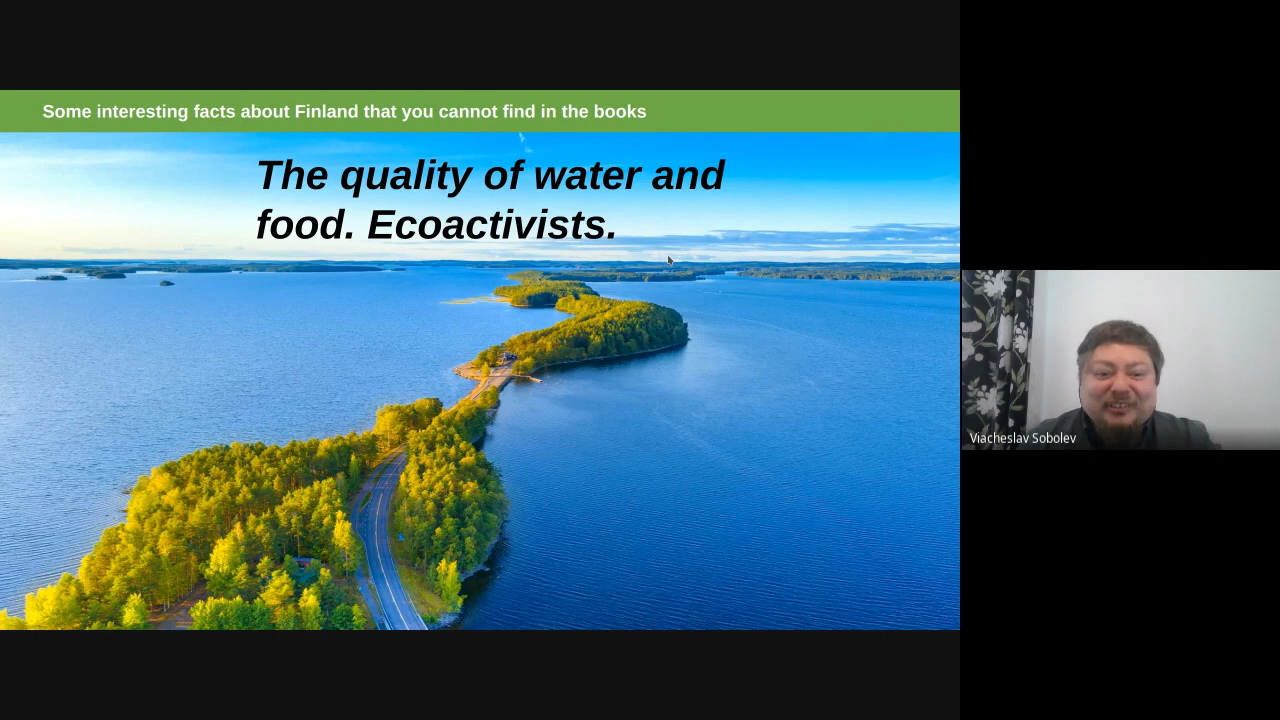 Some interesting facts about Finland that you cannot find in the books
The quality of water and
food. Ecoactivists.
Viacheslav Sobolev